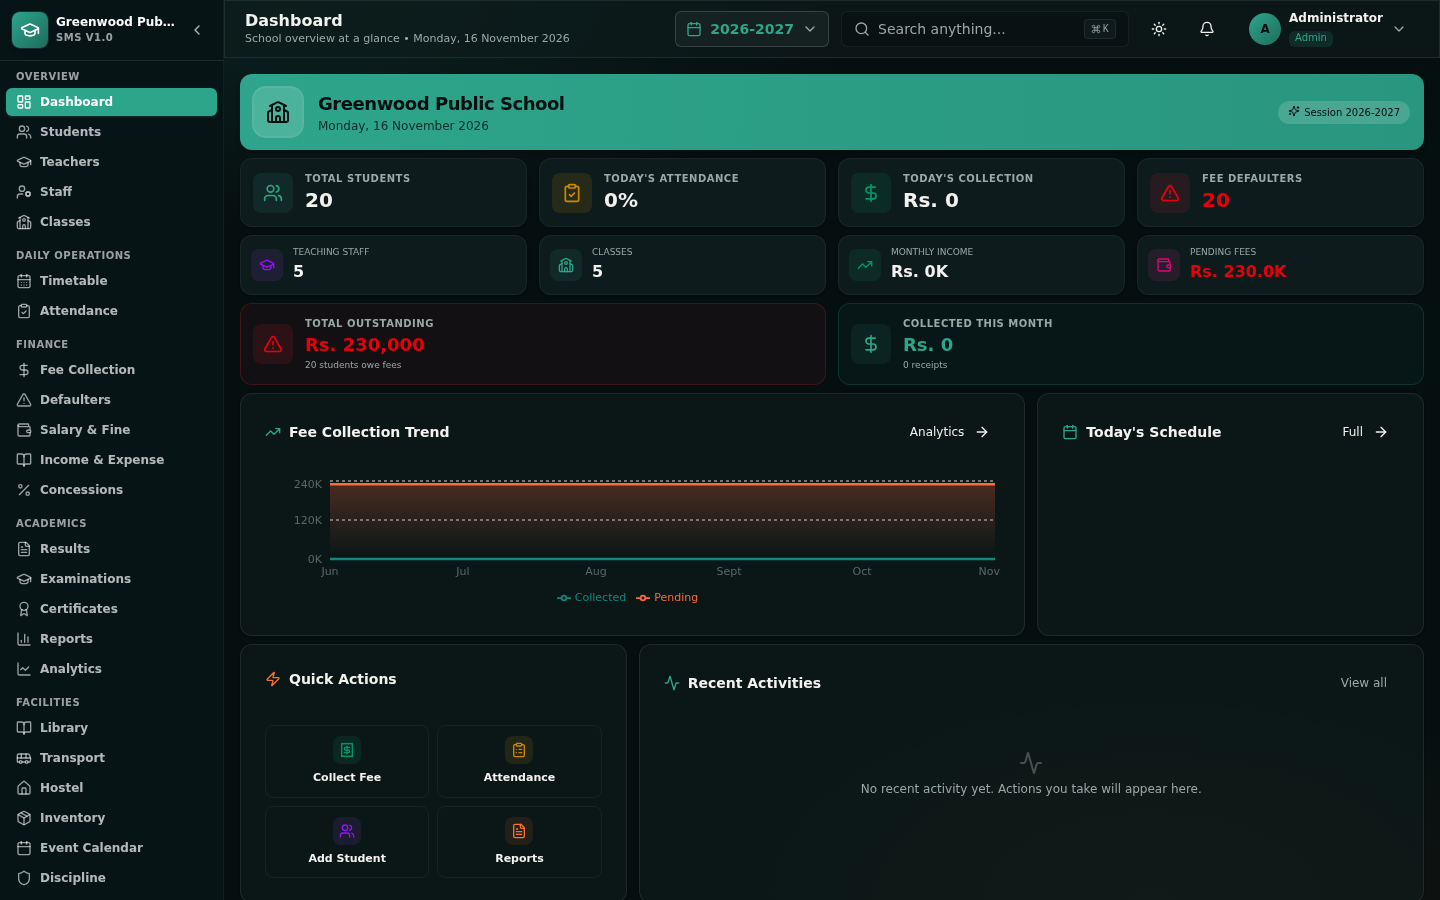 Greenwood Pub...
SMS V1.0
OVERVIEW
Dashboard
Students
Teachers
Staff
Classes
DAILY OPERATIONS
Timetable
Attendance
FINANCE
Fee Collection
Defaulters
Salary & Fine
Income & Expense
Concessions
ACADEMICS
Results
Examinations
Certificates
Reports
Analytics
FACILITIES
Library
Transport
Hostel
Inventory
Event Calendar
Discipline
Dashboard
School overview at a glance • Monday, 16 November 2026
2026-2027
Search anything...
⌘K
A
Administrator
Admin
Greenwood Public School
Monday, 16 November 2026
Session 2026-2027
TOTAL STUDENTS
20
TODAY'S ATTENDANCE
0%
TODAY'S COLLECTION
Rs. 0
FEE DEFAULTERS
20
TEACHING STAFF
5
CLASSES
5
MONTHLY INCOME
Rs. 0K
PENDING FEES
Rs. 230.0K
TOTAL OUTSTANDING
Rs. 230,000
20 students owe fees
COLLECTED THIS MONTH
Rs. 0
0 receipts
Fee Collection Trend
Analytics
240K
120K
0K
Jun Jul Aug Sept Oct Nov
Collected Pending
Today's Schedule
Full
Quick Actions
Collect Fee
Attendance
Add Student
Reports
Recent Activities
View all
No recent activity yet. Actions you take will appear here.